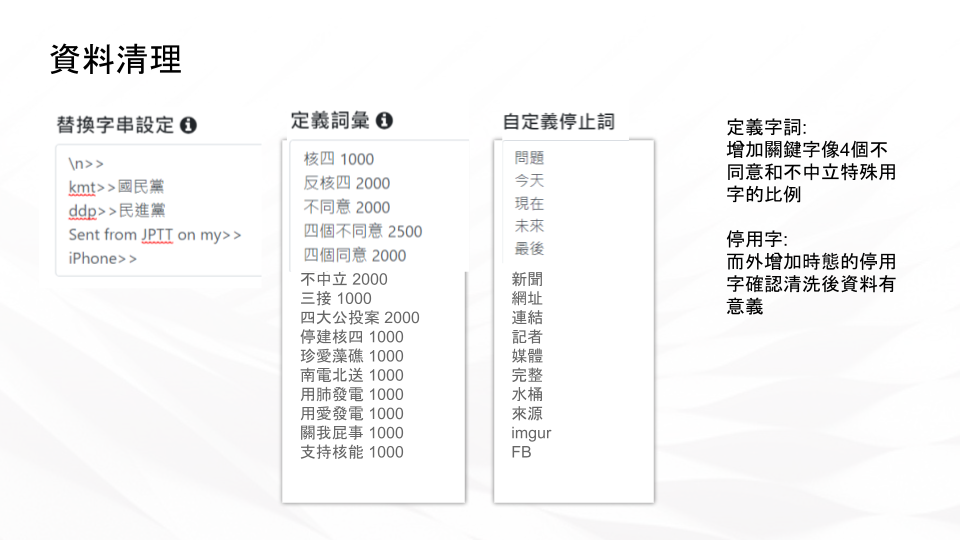 資料清理
替換字串設定
\n>>
kmt>>國民黨
ddp>>民進黨
Sent from JPTT on my>>
iPhone>>
定義詞彙
核四 1000
反核四 2000
不同意 2000
四個不同意 2500
四個同意 2000
不中立 2000
三接 1000
四大公投案 2000
停建核四 1000
珍愛藻礁 1000
南電北送 1000
用肺發電 1000
用愛發電 1000
關我屁事 1000
支持核能 1000
自定義停止詞
問題
今天
現在
未來
最後
新聞
網址
連結
記者
媒體
完整
水桶
來源
imgur
FB
定義字詞:
增加關鍵字像4個不
同意和不中立特殊用
字的比例
停用字:
而外增加時態的停用
字確認清洗後資料有
意義